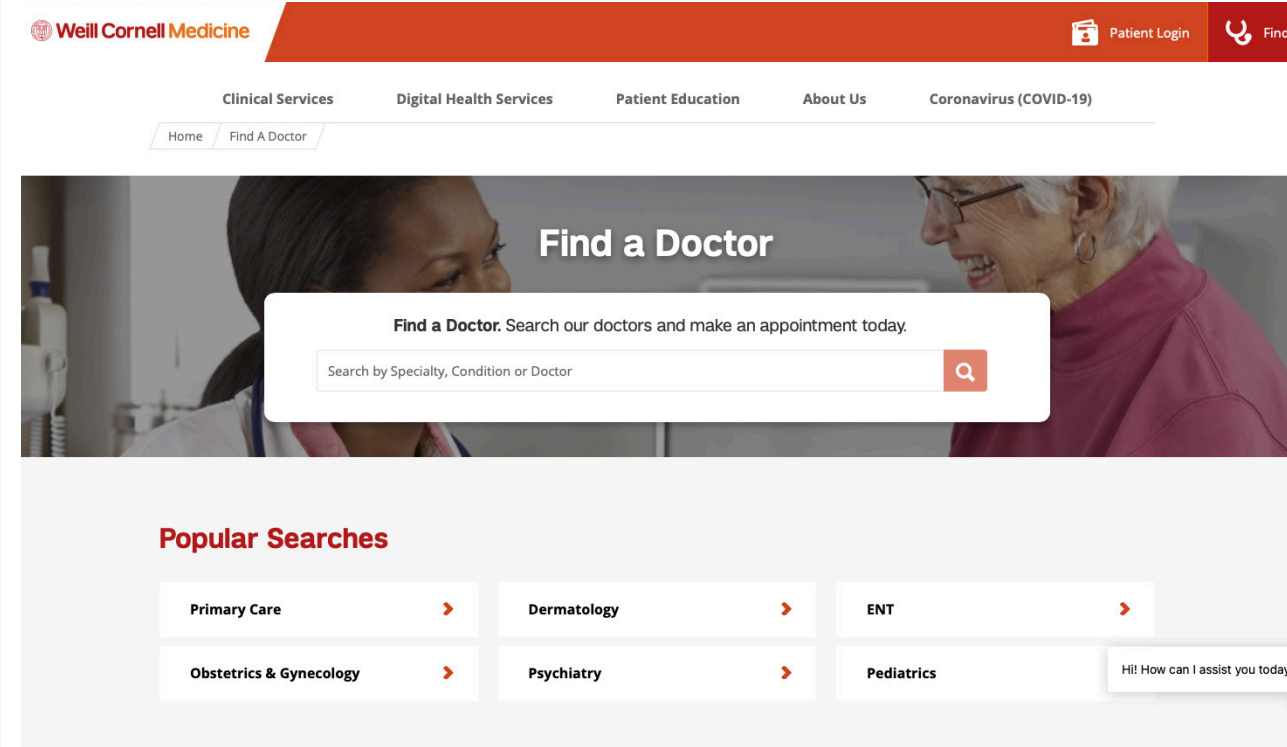 Weill Cornell Medicine
Patient Login
Find
Clinical Services
Digital Health Services
Patient Education
About Us
Coronavirus (COVID-19)
Home
Find A Doctor
Find a Doctor
Find a Doctor. Search our doctors and make an appointment today.
Search by Specialty, Condition or Doctor
Popular Searches
Primary Care
Dermatology
ENT
Obstetrics & Gynecology
Psychiatry
Pediatrics
Hi! How can I assist you today